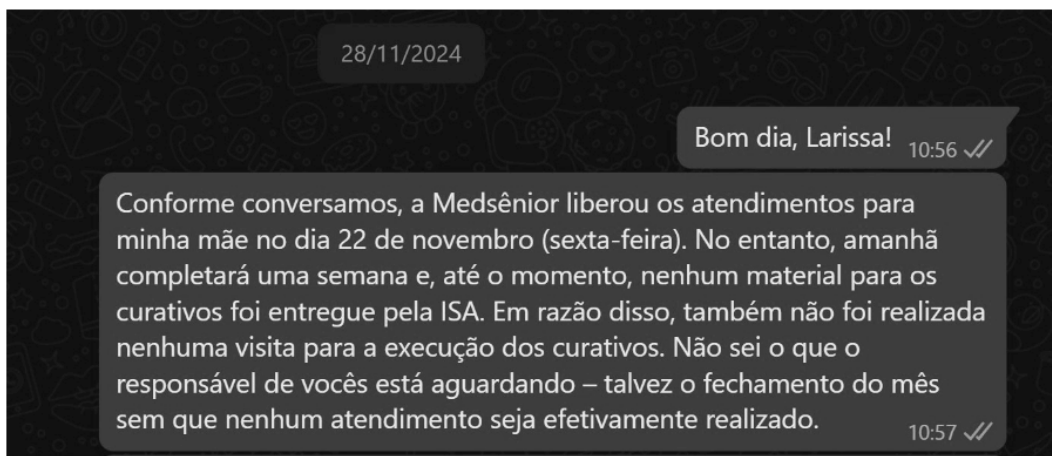 28/11/2024
Bom dia, Larissa! 10:56
Conforme conversamos, a Medsênior liberou os atendimentos para
minha mãe no dia 22 de novembro (sexta-feira). No entanto, amanhã
completará uma semana e, até o momento, nenhum material para os
curativos foi entregue pela ISA. Em razão disso, também não foi realizada
nenhuma visita para a execução dos curativos. Não sei o que o
responsável de vocês está aguardando – talvez o fechamento do mês
sem que nenhum atendimento seja efetivamente realizado. 10:57